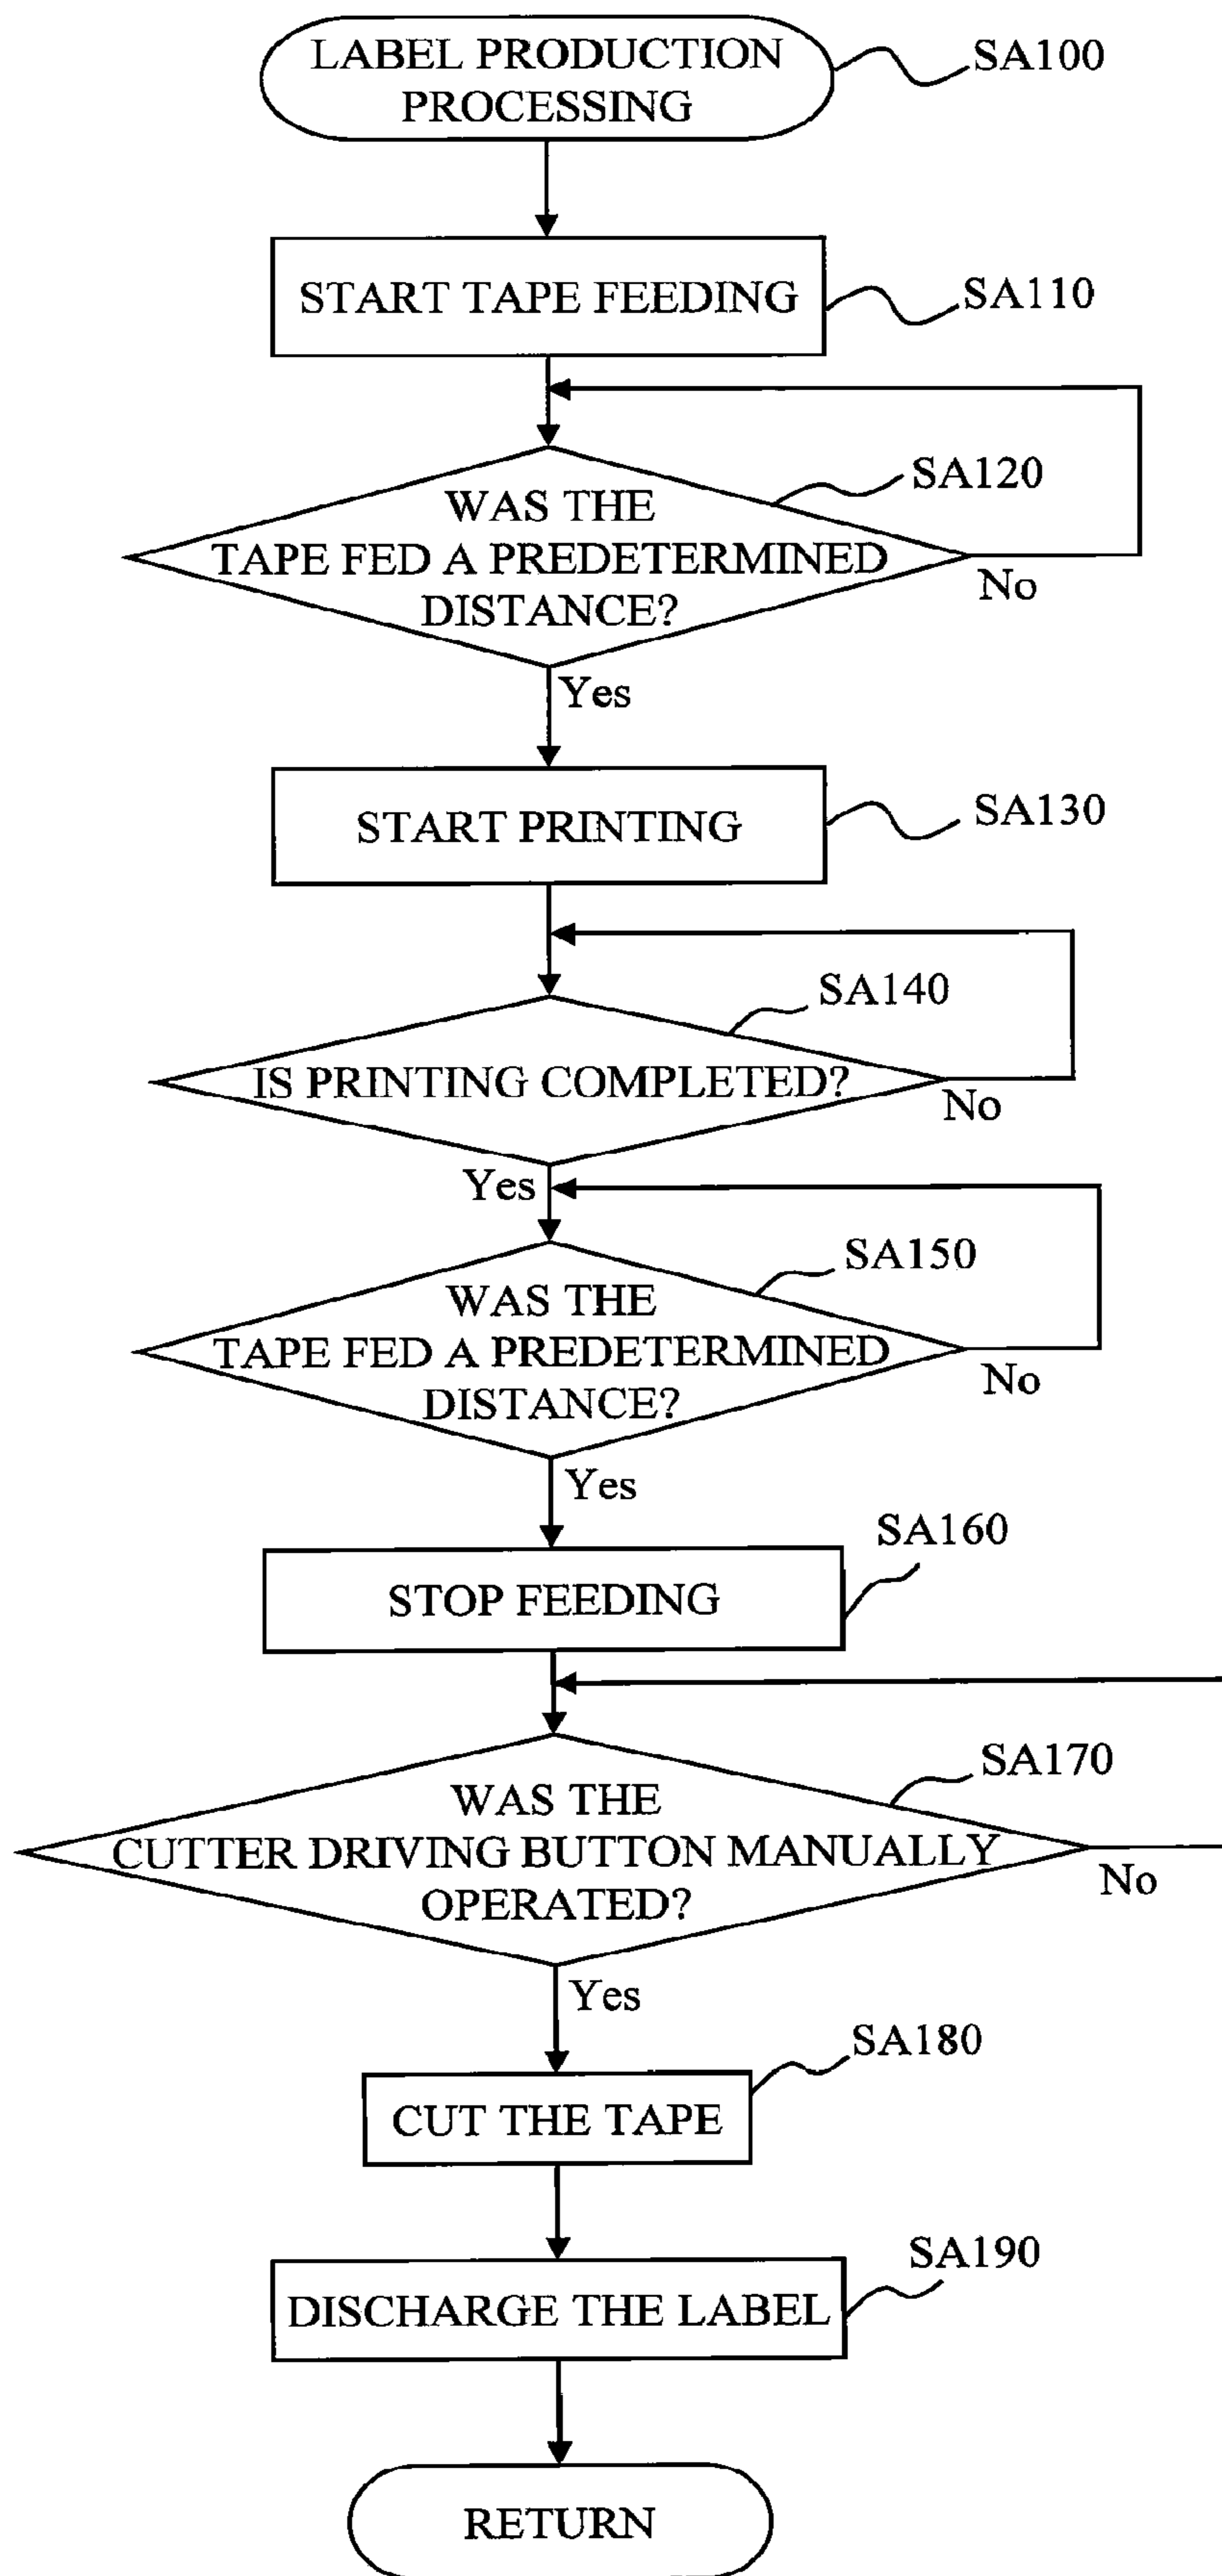 LABEL PRODUCTION
PROCESSING
SA100
START TAPE FEEDING
SA110
SA120
WAS THE
TAPE FED A PREDETERMINED
DISTANCE?
No
Yes
START PRINTING
SA130
SA140
IS PRINTING COMPLETED?
No
Yes
SA150
WAS THE
TAPE FED A PREDETERMINED
DISTANCE?
No
Yes
SA160
STOP FEEDING
SA170
WAS THE
CUTTER DRIVING BUTTON MANUALLY
OPERATED?
No
Yes
SA180
CUT THE TAPE
SA190
DISCHARGE THE LABEL
RETURN